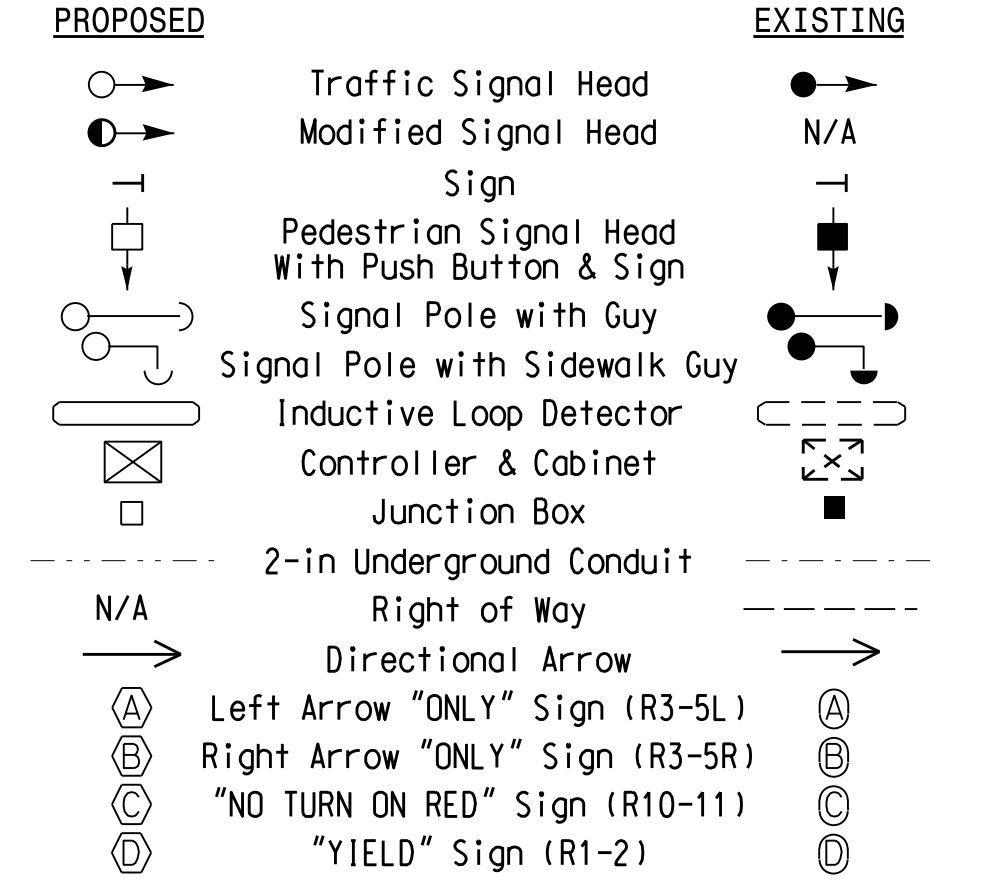 PROPOSED EXISTING
Traffic Signal Head
Modified Signal Head N/A
Sign
Pedestrian Signal Head
With Push Button & Sign
Signal Pole with Guy
Signal Pole with Sidewalk Guy
Inductive Loop Detector
Controller & Cabinet
Junction Box
2-in Underground Conduit
N/A Right of Way
Directional Arrow
A Left Arrow "ONLY" Sign (R3-5L) A
B Right Arrow "ONLY" Sign (R3-5R) B
C "NO TURN ON RED" Sign (R10-11) C
D "YIELD" Sign (R1-2) D